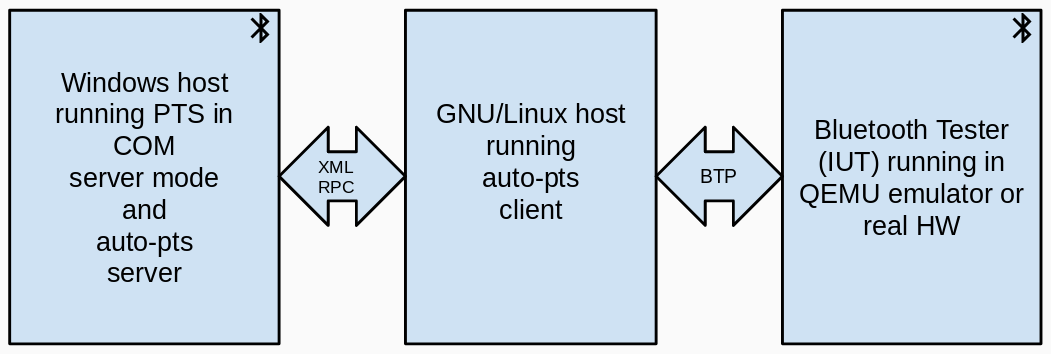 Windows host
running PTS in
COM
server mode
and
auto-pts
server
XML
RPC
GNU/Linux host
running
auto-pts
client
BTP
Bluetooth Tester
(IUT) running in
QEMU emulator or
real HW